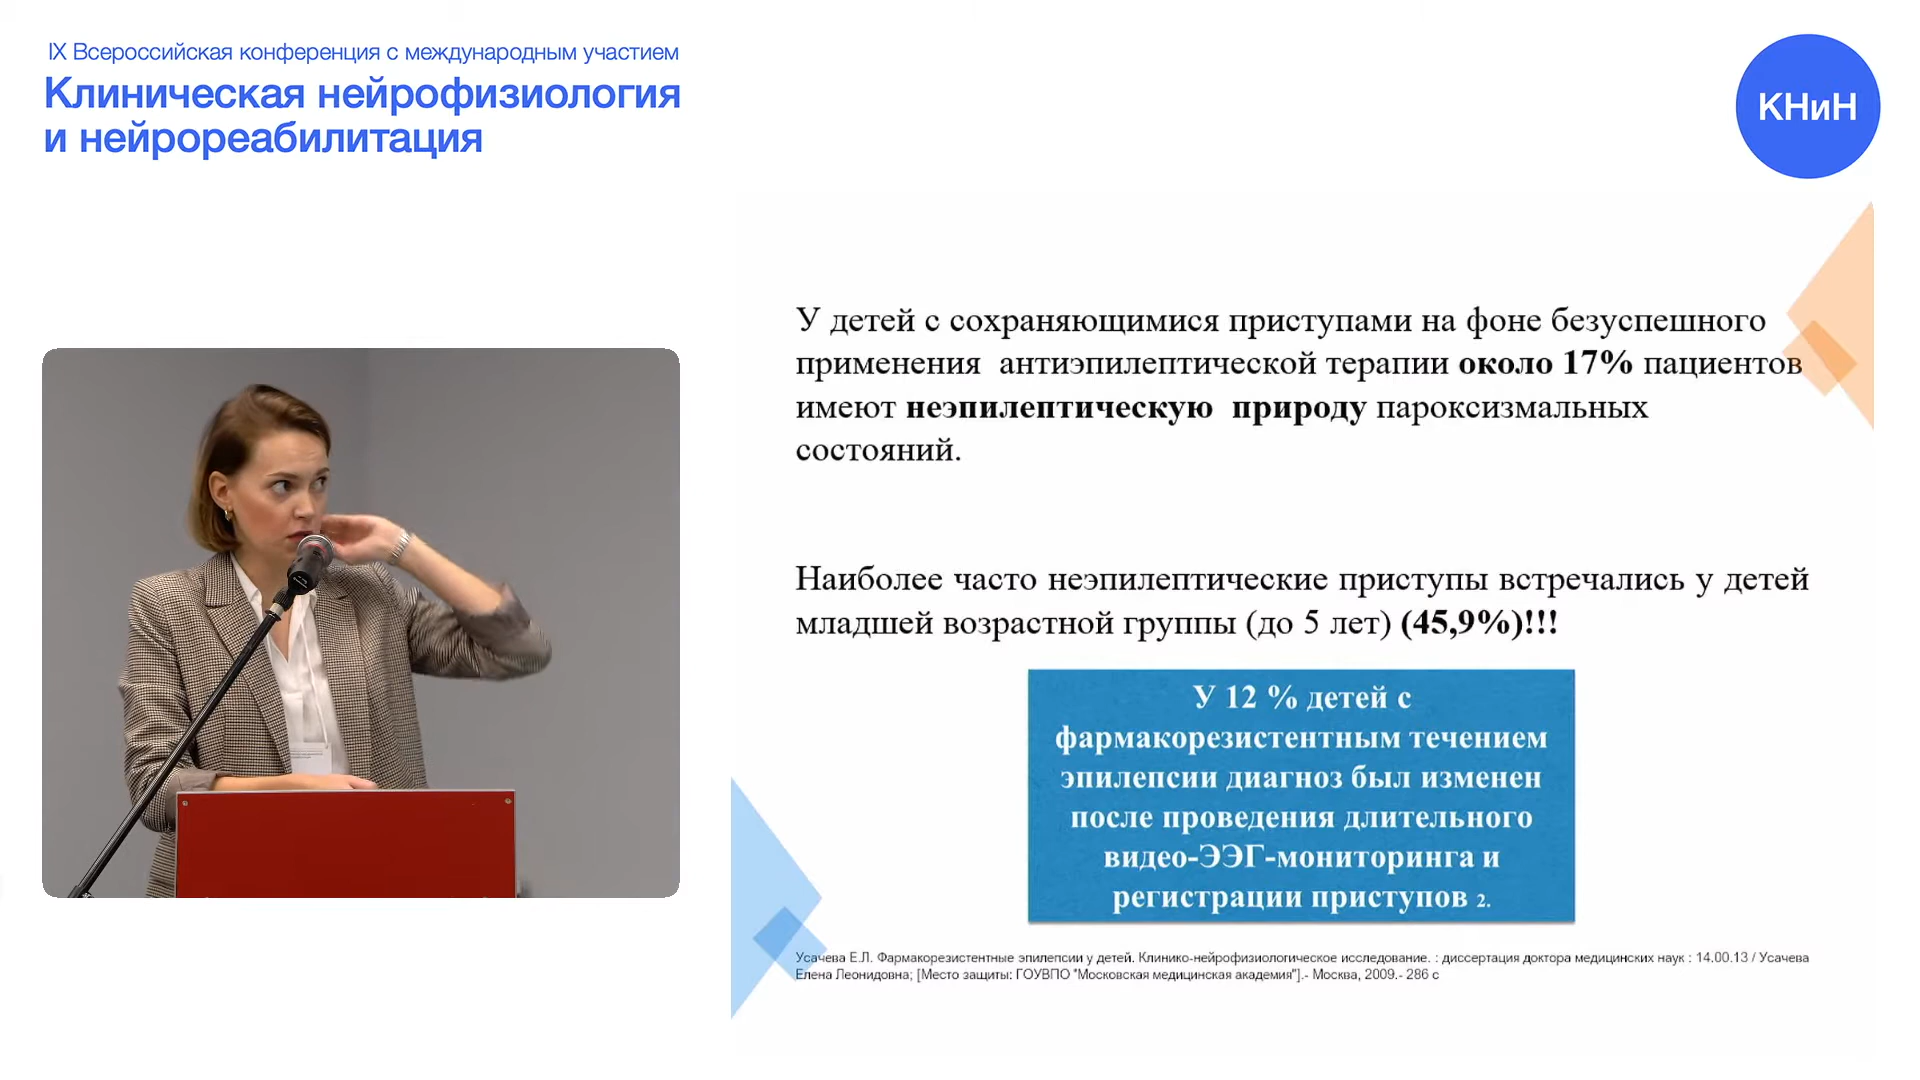 IX Всероссийская конференция с международным участием
Клиническая нейрофизиология
и нейрореабилитация
КНиН
У детей с сохраняющимися приступами на фоне безуспешного
применения антиэпилептической терапии около 17% пациентов
имеют неэпилептическую природу пароксизмальных
состояний.
Наиболее часто неэпилептические приступы встречались у детей
младшей возрастной группы (до 5 лет) (45,9%)!!!
У 12 % детей с
фармакорезистентным течением
эпилепсии диагноз был изменен
после проведения длительного
видео-ЭЭГ-мониторинга и
регистрации приступов 2.
Усачева Е.Л. Фармакорезистентные эпилепсии у детей. Клинико-нейрофизиологическое исследование. : диссертация доктора медицинских наук : 14.00.13 / Усачева
Елена Леонидовна; [Место защиты: ГОУВПО "Московская медицинская академия"].- Москва, 2009.- 286 с